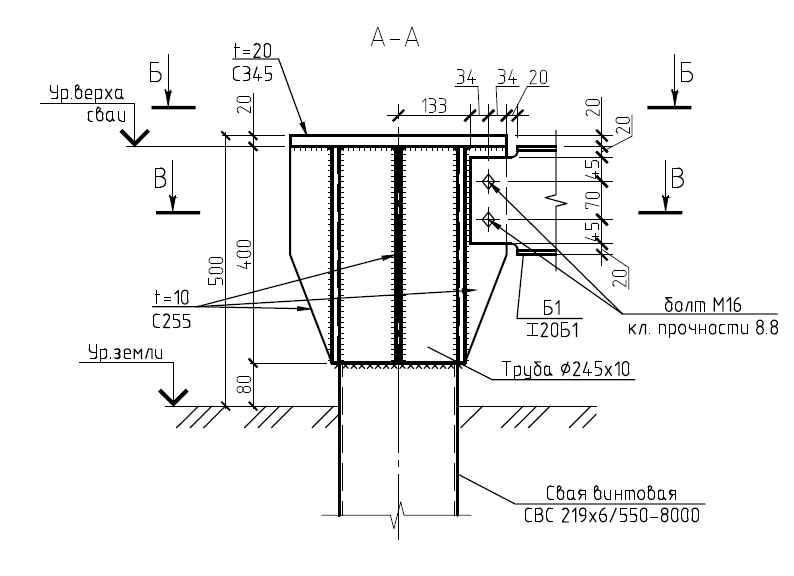 А-А
t=20
С345
Б
Б
34
34
20
Ур.верха
сваи
20
133
20
20
В
В
45
70
45
20
500
400
t=10
С255
Б1
I20Б1
болт М16
кл. прочности 8.8
Ур.земли
80
Труба Ø245х10
Свая винтовая
СВС 219х6/550-8000